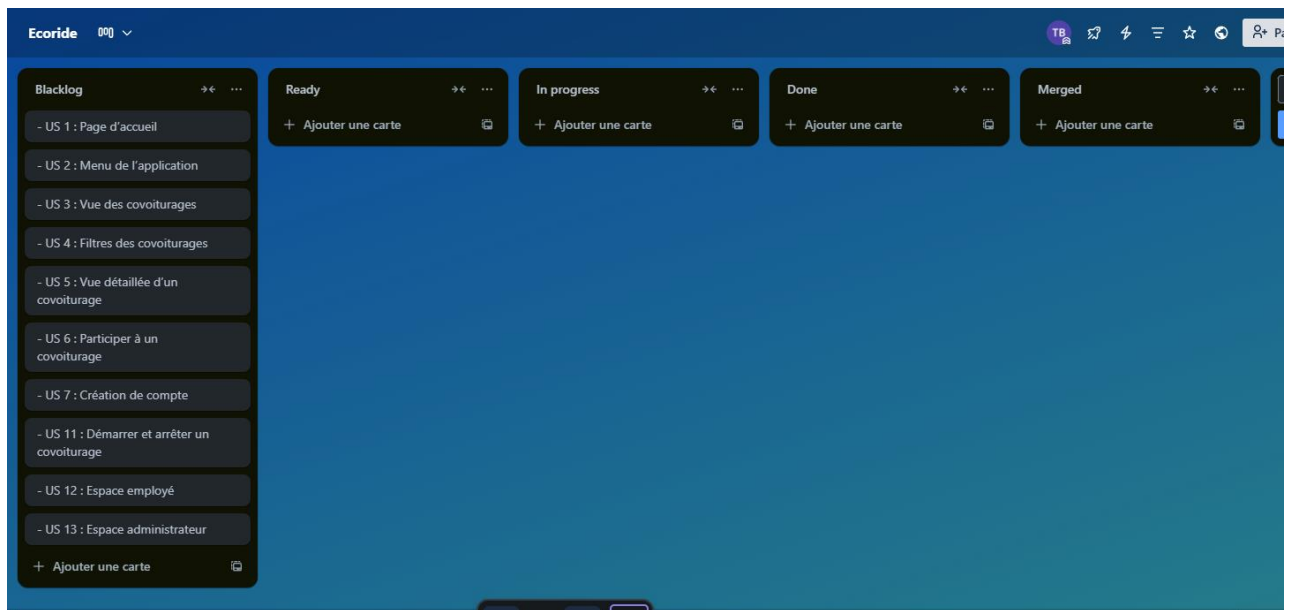 Ecoride
TB
Pa
Blacklog
- US 1 : Page d'accueil
- US 2 : Menu de l'application
- US 3 : Vue des covoiturages
- US 4 : Filtres des covoiturages
- US 5 : Vue détaillée d'un
covoiturage
- US 6 : Participer à un
covoiturage
- US 7 : Création de compte
- US 11 : Démarrer et arrêter un
covoiturage
- US 12 : Espace employé
- US 13 : Espace administrateur
+ Ajouter une carte
Ready
+ Ajouter une carte
In progress
+ Ajouter une carte
Done
+ Ajouter une carte
Merged
+ Ajouter une carte